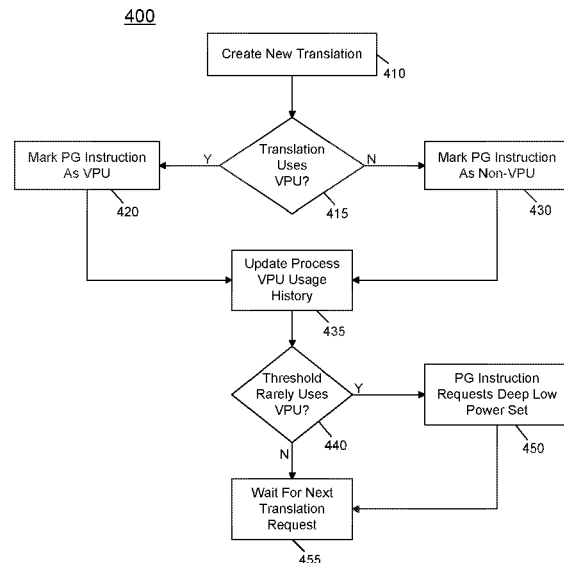 400
Create New Translation
410
Translation
Uses
VPU?
Y
N
415
Mark PG Instruction
As VPU
420
Mark PG Instruction
As Non-VPU
430
Update Process
VPU Usage
History
435
Threshold
Rarely Uses
VPU?
Y
N
440
PG Instruction
Requests Deep Low
Power Set
450
Wait For Next
Translation
Request
455